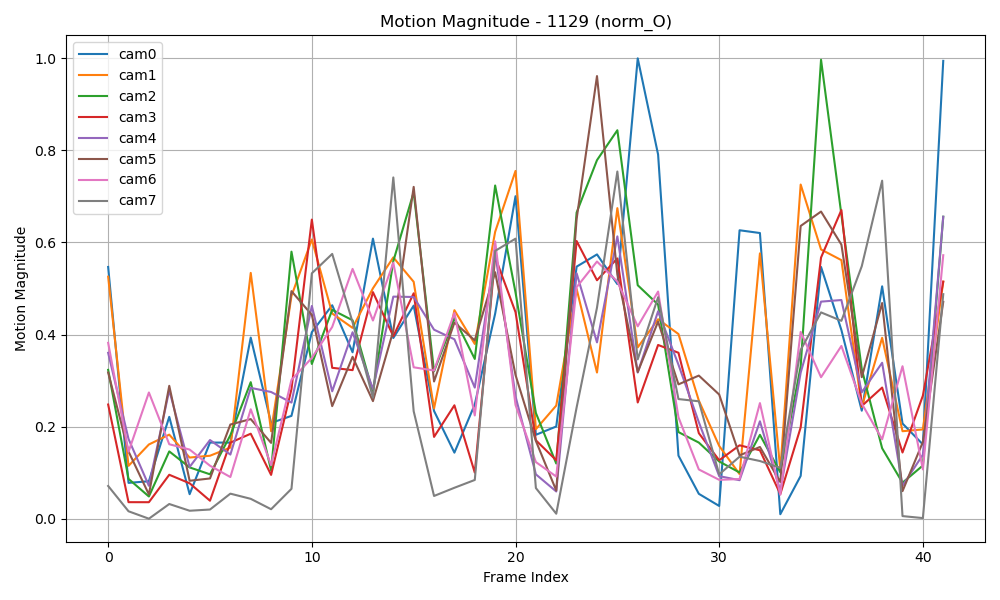 Motion Magnitude - 1129 (norm_O)
cam0
cam1
cam2
cam3
cam4
cam5
cam6
cam7
Motion Magnitude
1.0
0.8
0.6
0.4
0.2
0.0
0 10 20 30 40
Frame Index